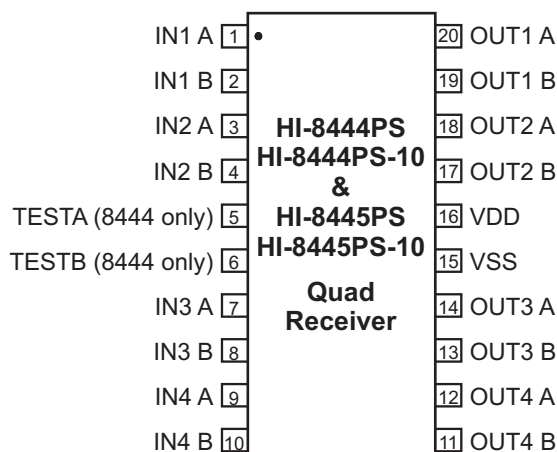 IN1 A 1 20 OUT1 A
IN1 B 2 19 OUT1 B
IN2 A 3 HI-8444PS 18 OUT2 A
HI-8444PS-10
IN2 B 4 & 17 OUT2 B
TESTA (8444 only) 5 HI-8445PS 16 VDD
HI-8445PS-10
TESTB (8444 only) 6 15 VSS
IN3 A 7 Quad 14 OUT3 A
Receiver
IN3 B 8 13 OUT3 B
IN4 A 9 12 OUT4 A
IN4 B 10 11 OUT4 B